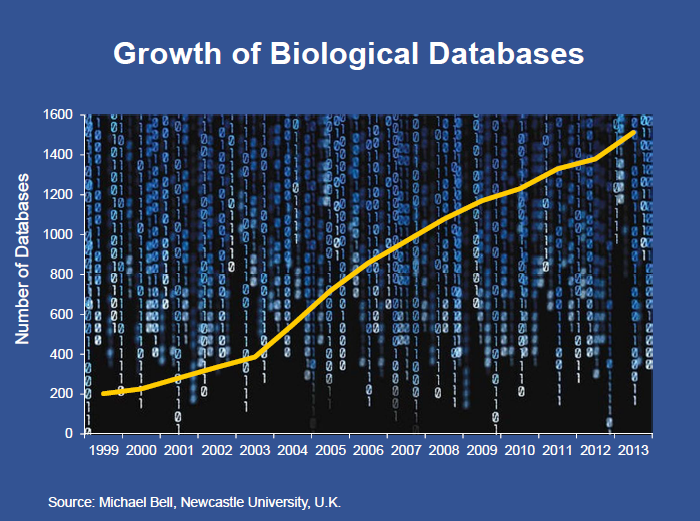 Growth of Biological Databases
Number of Databases
1600
1400
1200
1000
800
600
400
200
0
1999 2000 2001 2002 2003 2004 2005 2006 2007 2008 2009 2010 2011 2012 2013
Source: Michael Bell, Newcastle University, U.K.